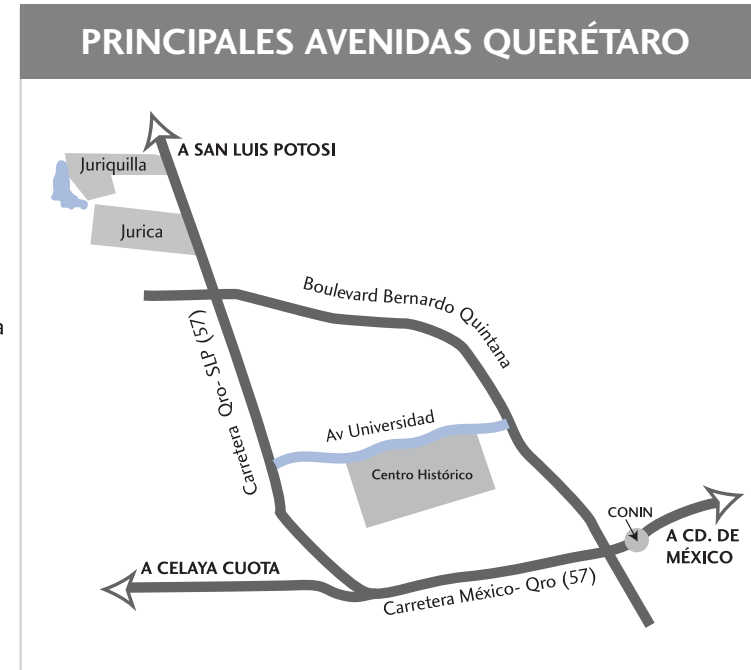 PRINCIPALES AVENIDAS QUERÉTARO
A SAN LUIS POTOSI
Juriquilla
Jurica
a
Boulevard Bernardo Quintana
Carretera Qro- SLP (57)
Av Universidad
Centro Histórico
CONIN
A CD. DE
MÉXICO
A CELAYA CUOTA
Carretera México- Qro (57)